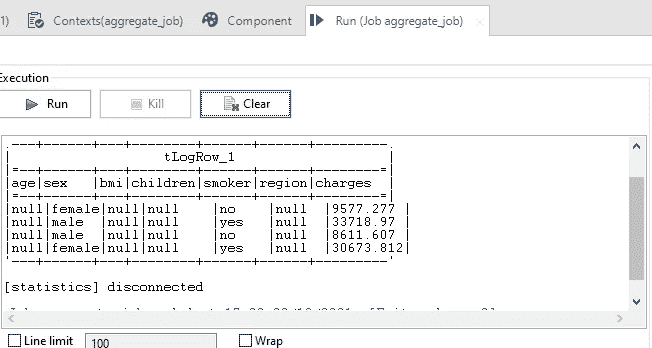 1) Contexts(aggregate_job) Component Run (Job aggregate_job)
Execution
Run Kill Clear
.---+------+----+--------+------+------+---------.
| tLogRow_1 |
|=--+------+----+--------+------+------+--------=|
|age|sex |bmi|children|smoker|region|charges |
|=--+------+----+--------+------+------+--------=|
|null|female|null|null |no |null |9577.277 |
|null|male |null|null |yes |null |33718.97 |
|null|male |null|null |no |null |8611.607 |
|null|female|null|null |yes |null |30673.812|
'---+------+----+--------+------+------+---------'
[statistics] disconnected
Line limit 100 Wrap